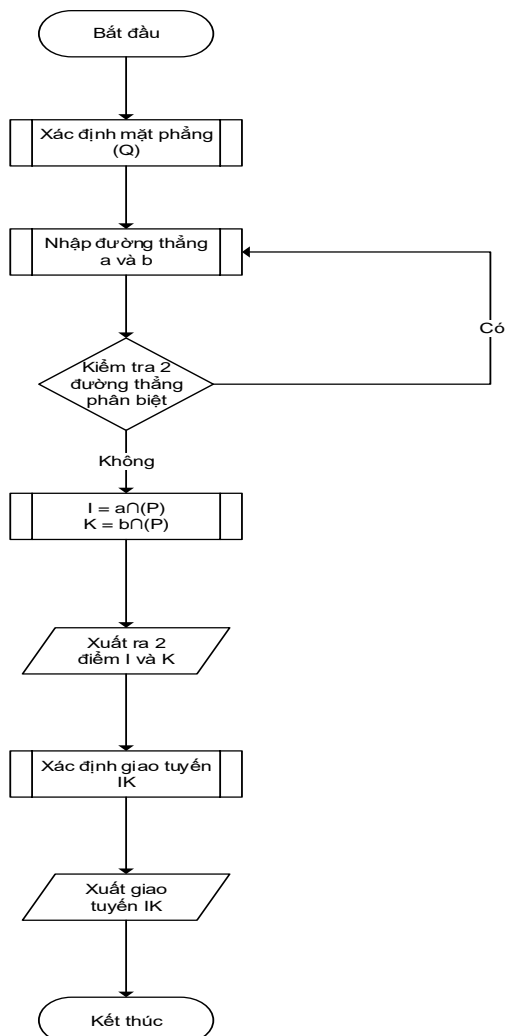 Bắt đầu
Xác định mặt phẳng
(Q)
Nhập đường thẳng
a và b
Có
Kiểm tra 2
đường thẳng
phân biệt
Không
I = a∩(P)
K = b∩(P)
Xuất ra 2
điểm I và K
Xác định giao tuyến
IK
Xuất giao
tuyến IK
Kết thúc